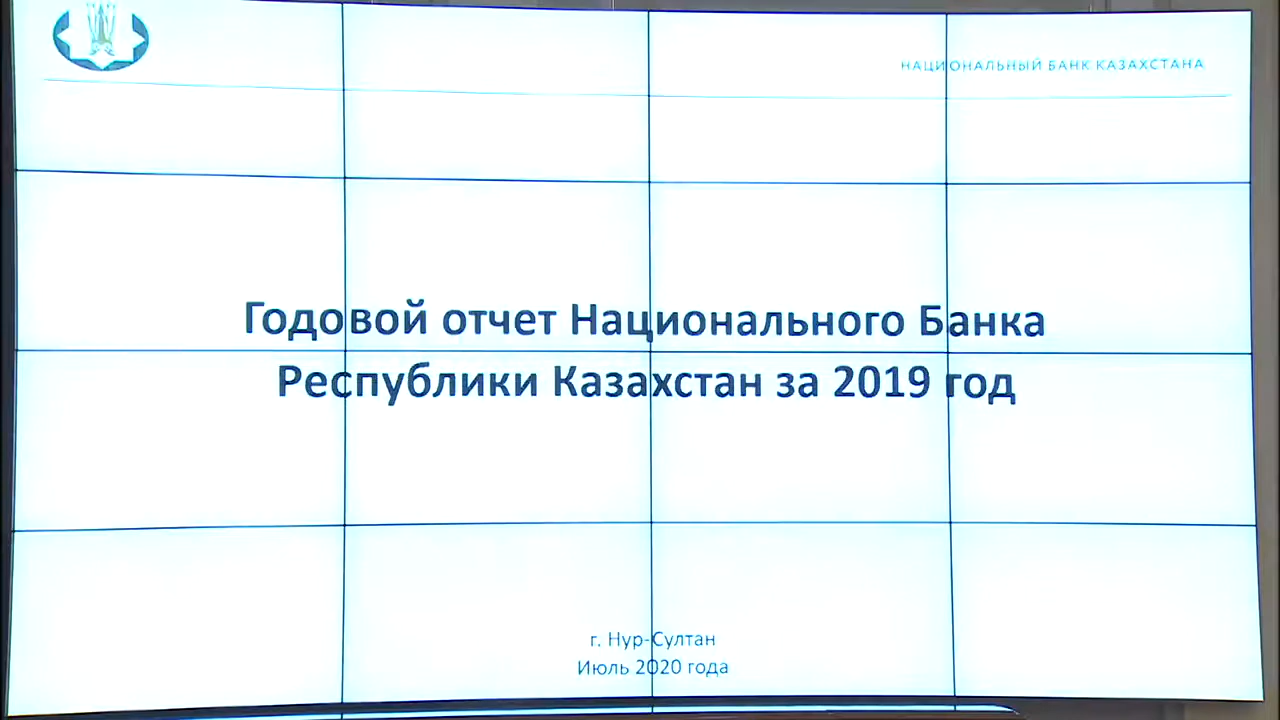 НАЦИОНАЛЬНЫЙ БАНК КАЗАХСТАНА
Годовой отчет Национального Банка
Республики Казахстан за 2019 год
г. Нур-Султан
Июль 2020 года